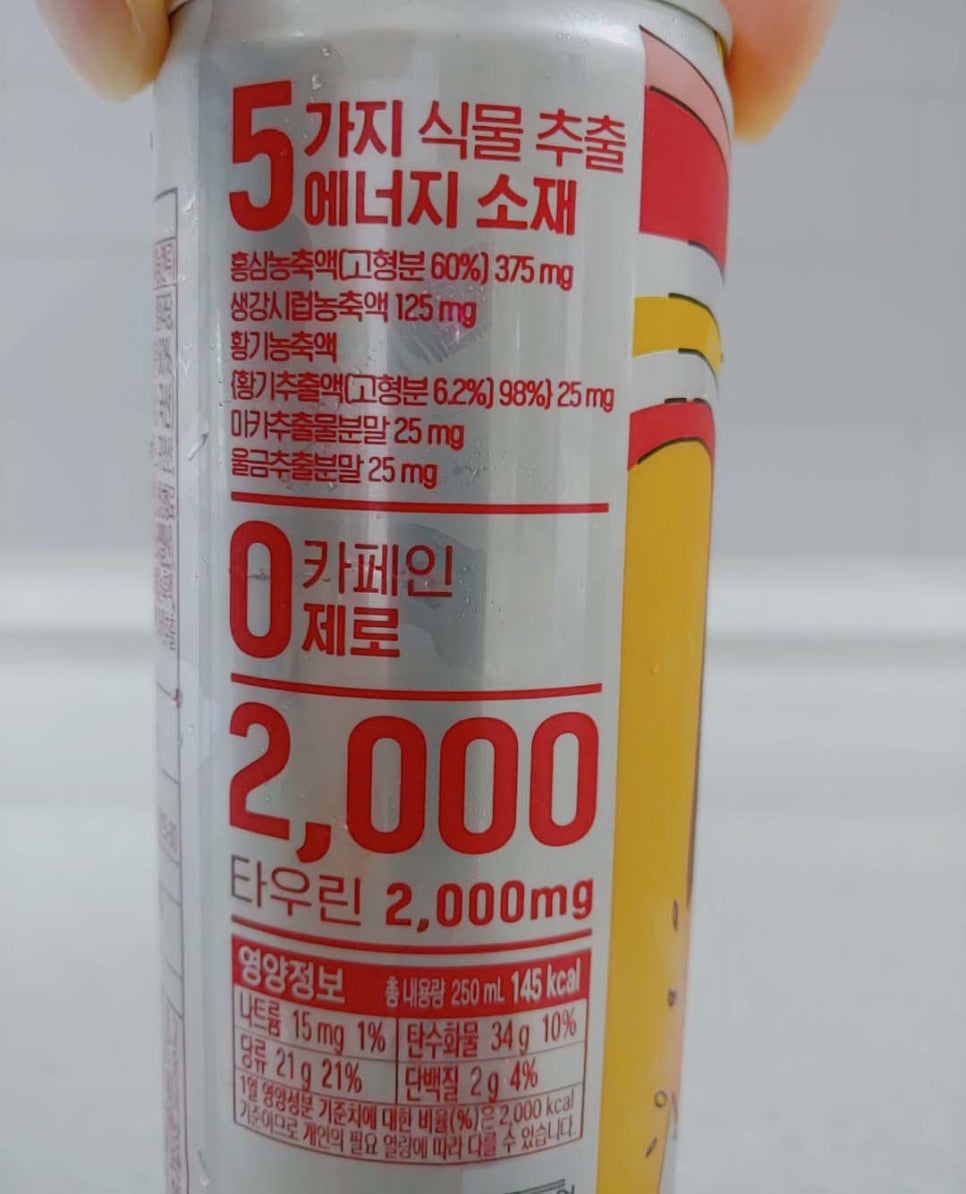 5가지 식물 추출
에너지 소재
홍삼농축액(고형분 60%) 375 mg
생강시럽농축액 125 mg
황기농축액
{황기추출액(고형분 6.2%) 98%} 25 mg
마카추출물분말 25 mg
울금추출분말 25 mg
0 카페인
제로
2,000
타우린 2,000mg
영양정보 총 내용량 250 mL 145 kcal
나트륨 15 mg 1% 탄수화물 34 g 10%
당류 21 g 21% 단백질 2 g 4%
1일 영양성분 기준치에 대한 비율(%)은 2,000 kcal
기준이므로 개인의 필요 열량에 따라 다를 수 있습니다.